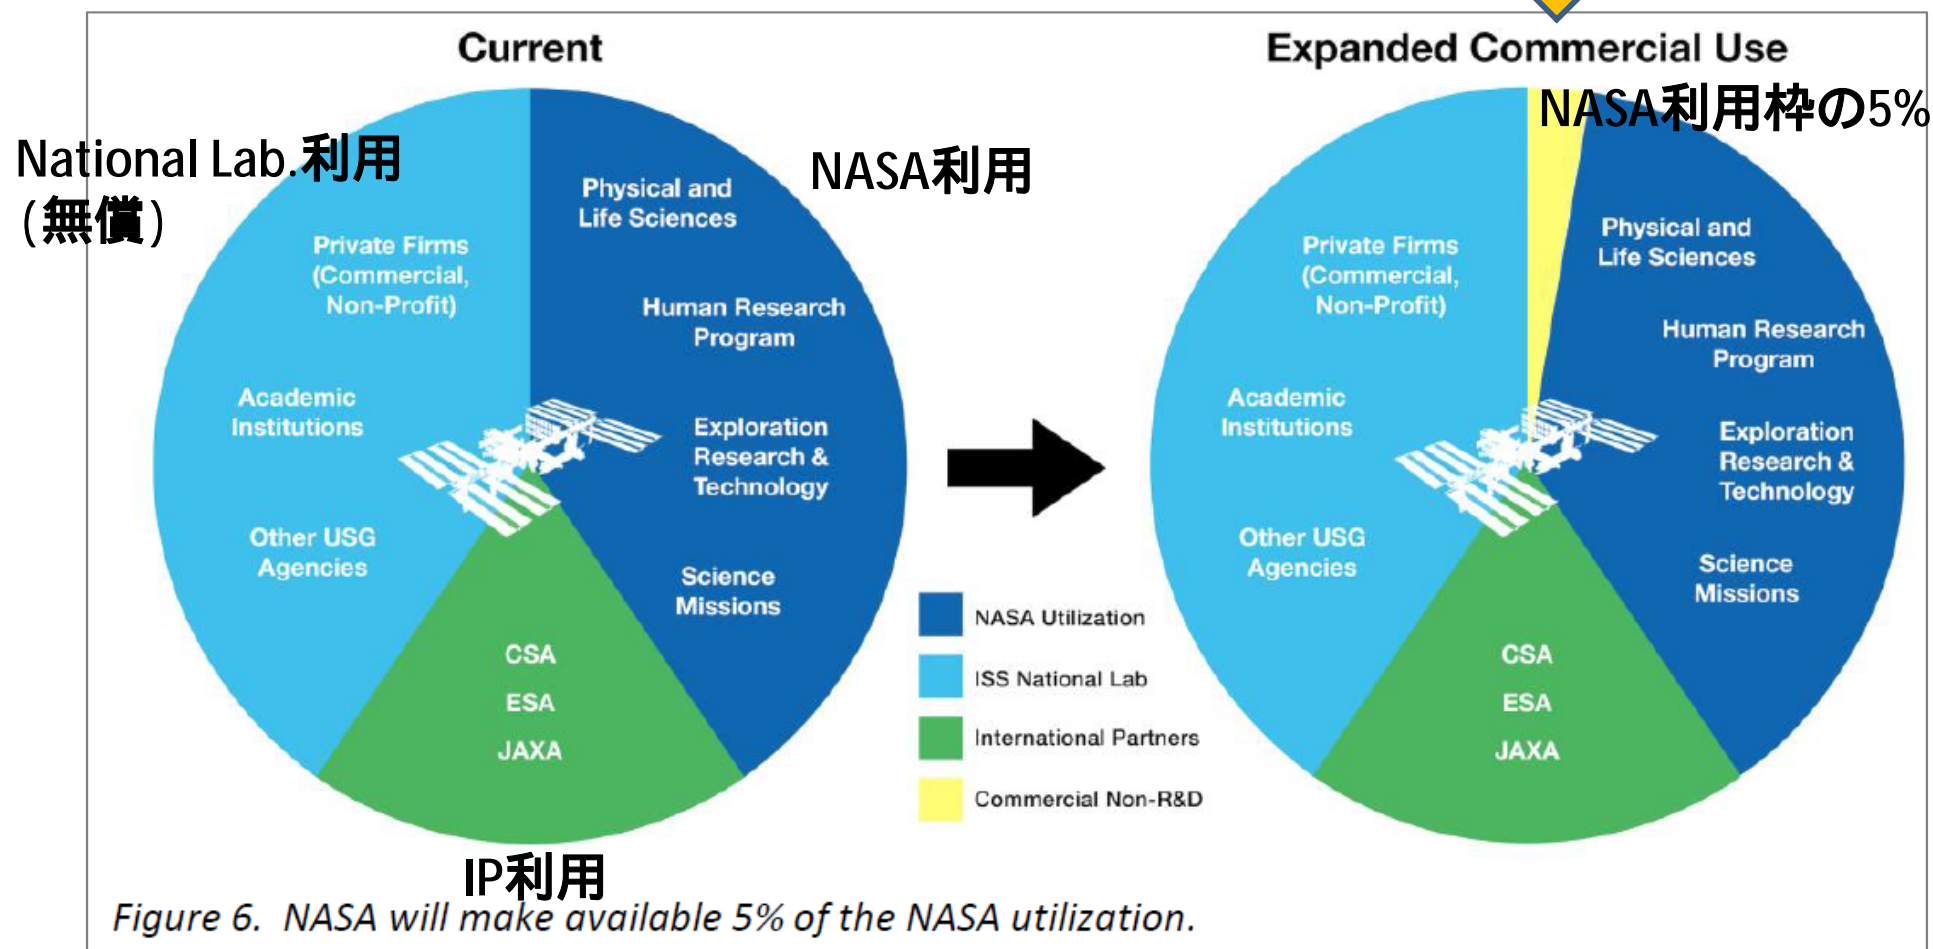 Current
National Lab.利用
(無償)
NASA利用
Physical and
Life Sciences
Private Firms
(Commercial,
Non-Profit)
Human Research
Program
Academic
Institutions
Exploration
Research &
Technology
Other USG
Agencies
Science
Missions
CSA
ESA
JAXA
IP利用
NASA Utilization
ISS National Lab
International Partners
Commercial Non-R&D
Expanded Commercial Use
NASA利用枠の5%
Physical and
Life Sciences
Private Firms
(Commercial,
Non-Profit)
Human Research
Program
Academic
Institutions
Exploration
Research &
Technology
Other USG
Agencies
Science
Missions
CSA
ESA
JAXA
Figure 6. NASA will make available 5% of the NASA utilization.